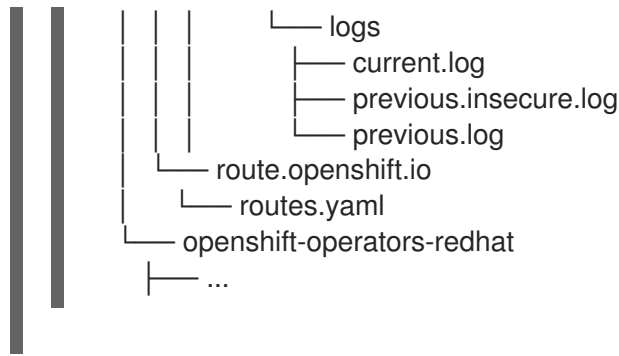 │ │ │ └── logs
│ │ │ ├── current.log
│ │ │ ├── previous.insecure.log
│ │ │ └── previous.log
│ └── route.openshift.io
│ └── routes.yaml
└── openshift-operators-redhat
├── ...